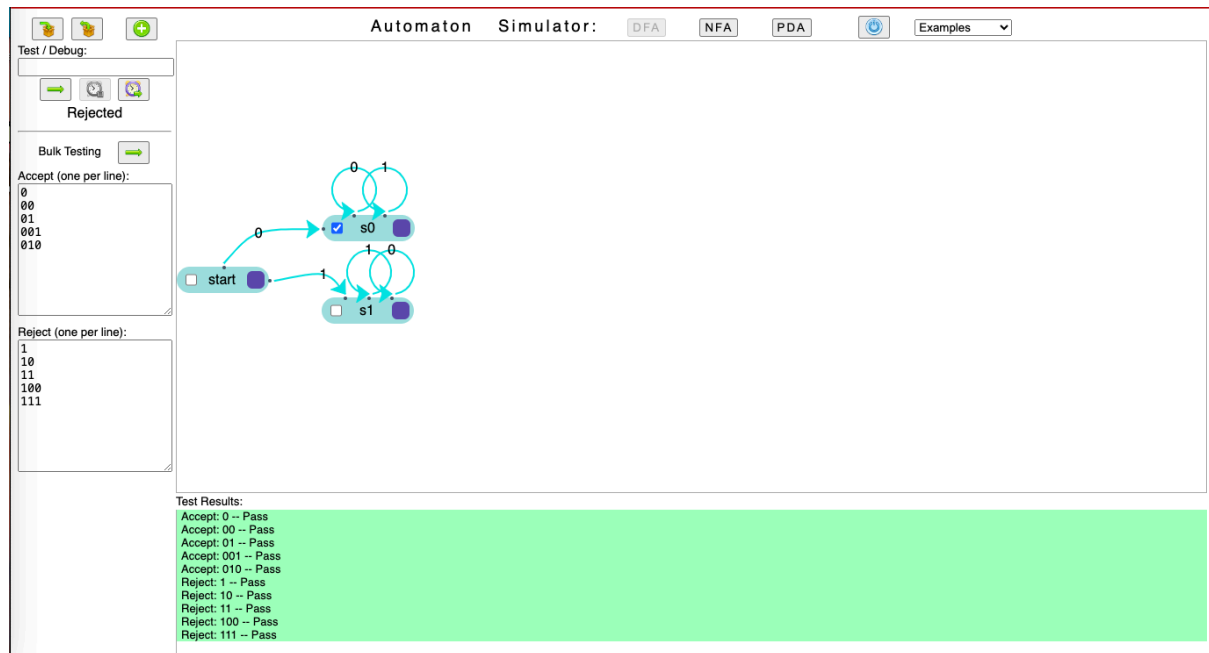 Automaton Simulator: DFA NFA PDA Examples
Test / Debug:
Rejected
Bulk Testing
Accept (one per line):
0
00
01
001
010
Reject (one per line):
1
10
11
100
111
0 1
0
s0
1 0
start
1
s1
Test Results:
Accept: 0 -- Pass
Accept: 00 -- Pass
Accept: 01 -- Pass
Accept: 001 -- Pass
Accept: 010 -- Pass
Reject: 1 -- Pass
Reject: 10 -- Pass
Reject: 11 -- Pass
Reject: 100 -- Pass
Reject: 111 -- Pass